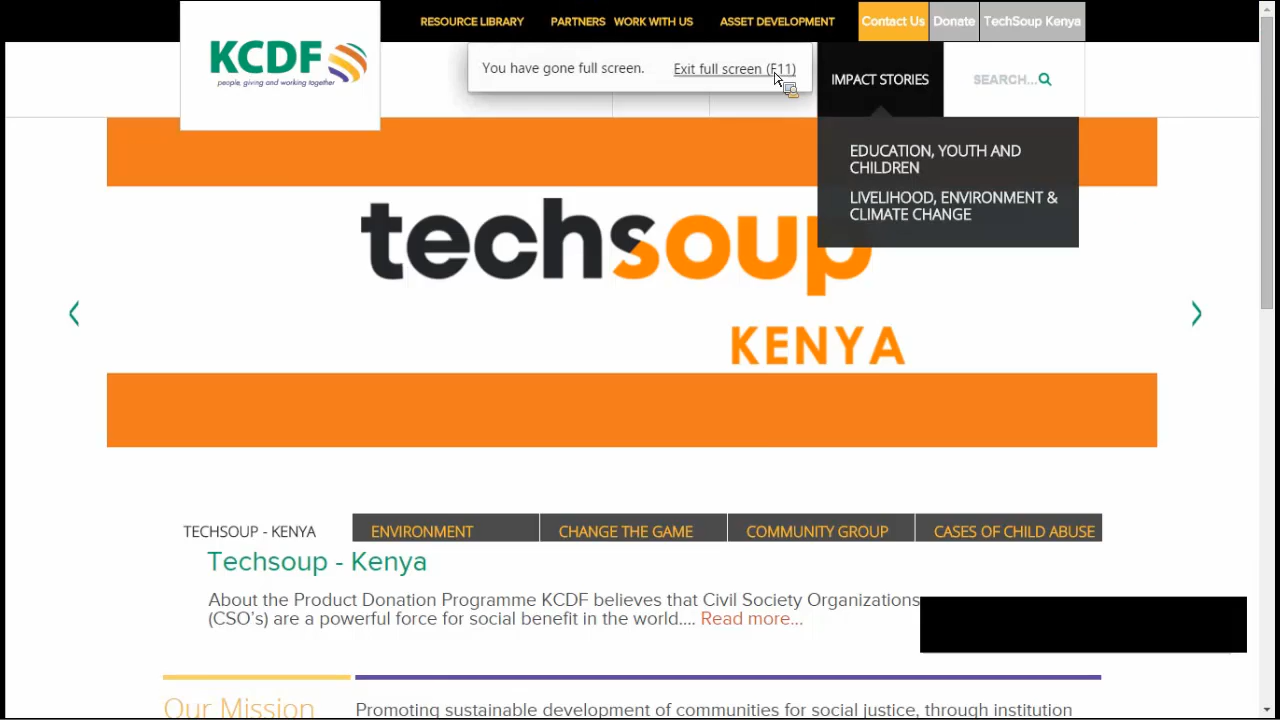 RESOURCE LIBRARY PARTNERS WORK WITH US ASSET DEVELOPMENT Contact Us Donate TechSoup Kenya
KCDF
people, giving and working together
You have gone full screen. Exit full screen (F11)
IMPACT STORIES
SEARCH...
EDUCATION, YOUTH AND
CHILDREN
LIVELIHOOD, ENVIRONMENT &
CLIMATE CHANGE
techsoup
KENYA
TECHSOUP - KENYA ENVIRONMENT CHANGE THE GAME COMMUNITY GROUP CASES OF CHILD ABUSE
Techsoup - Kenya
About the Product Donation Programme KCDF believes that Civil Society Organizations
(CSO's) are a powerful force for social benefit in the world.... Read more...
Our Mission
Promoting sustainable development of communities for social justice, through institution